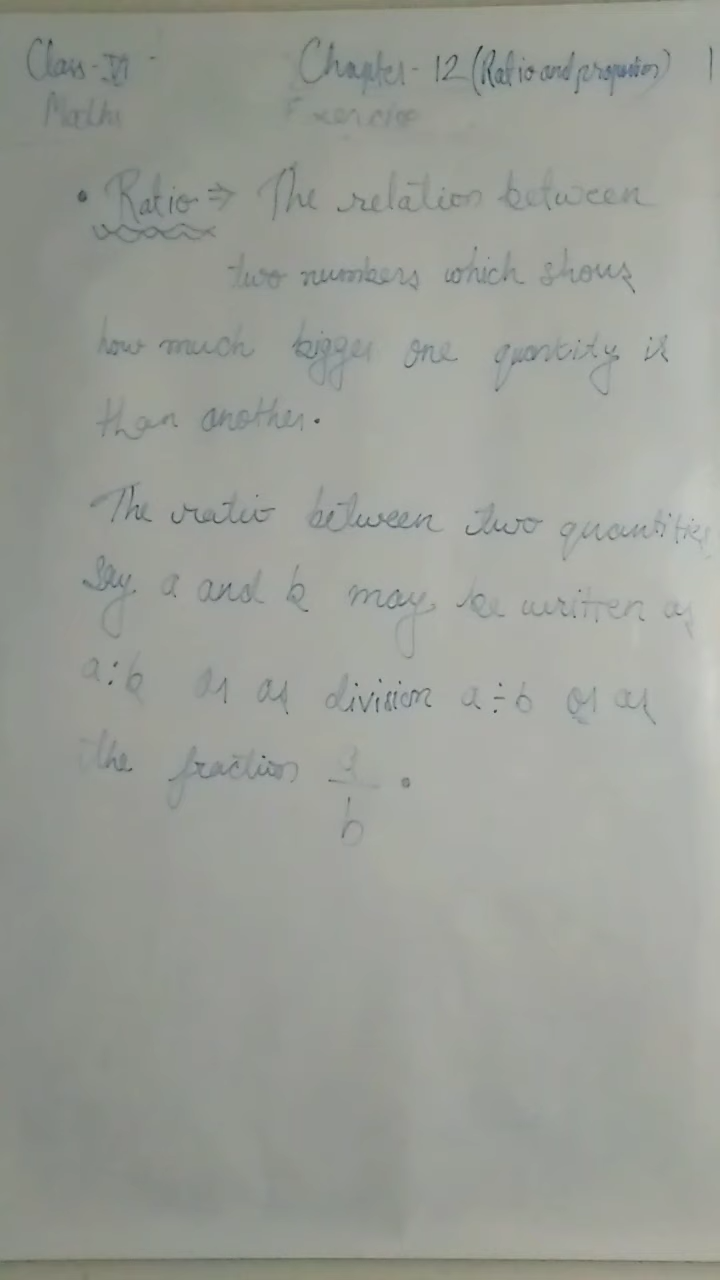 Class-VI Chapter-12 (Ratio and proportion) 1
Maths Exercise
• Ratio ⇒ The relation between
two numbers which shows
how much bigger one quantity is
than another.
The ratio between two quantities,
Say, a and b may be written as
a:b or as division a÷b or as
the fraction a/b.